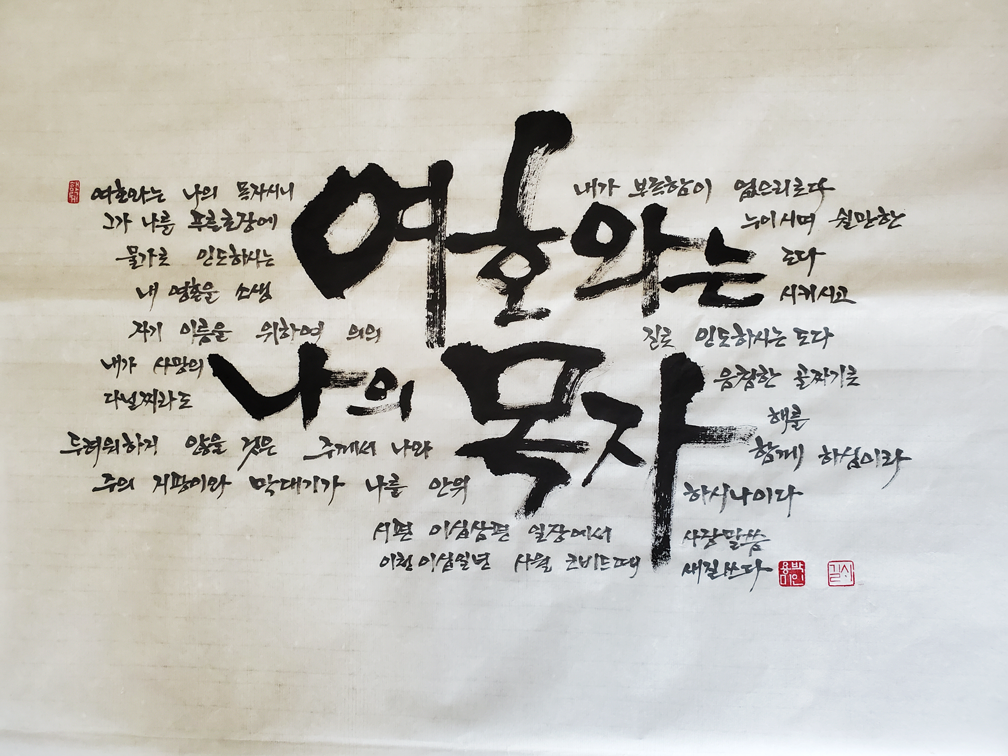 여호와는
나의 목자
여호와는 나의 목자시니 내가 부족함이 없으리로다
그가 나를 푸른초장에 누이시며 쉴만한
물가로 인도하시는 도다
내 영혼을 소생 시키시고
자기 이름을 위하여 의의 길로 인도하시는도다
내가 사망의 음침한 골짜기로
다닐찌라도 해를
두려워하지 않을 것은 주께서 나와 함께 하심이라
주의 지팡이와 막대기가 나를 안위 하시나이다
시편 이십삼편 일장에서 사랑말씀
이천이십일년 사월 코비드때 새길쓰다